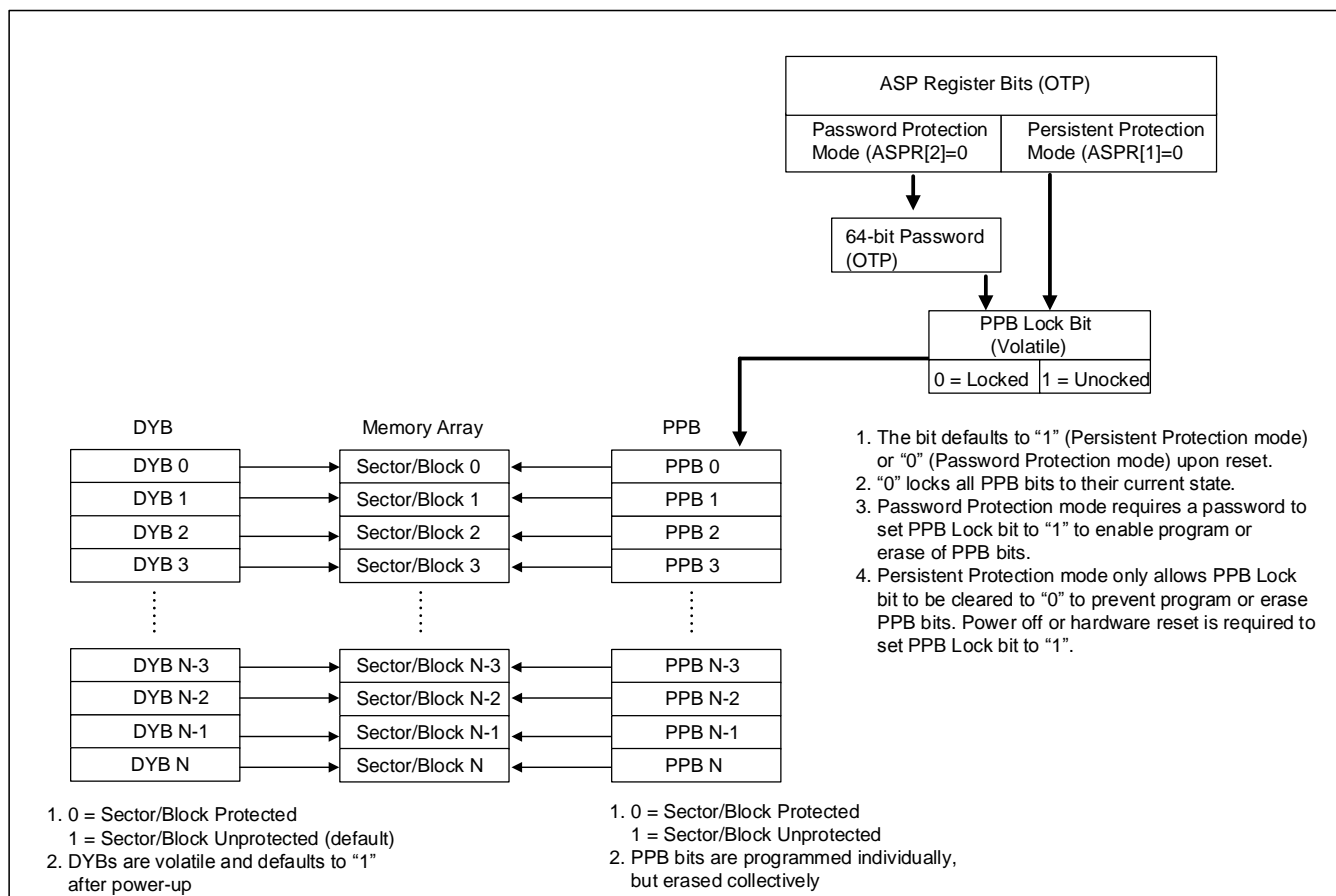 ASP Register Bits (OTP)
Password Protection
Mode (ASPR[2]=0
Persistent Protection
Mode (ASPR[1]=0
64-bit Password
(OTP)
PPB Lock Bit
(Volatile)
0 = Locked
1 = Unocked
DYB
Memory Array
PPB
DYB 0
Sector/Block 0
PPB 0
DYB 1
Sector/Block 1
PPB 1
DYB 2
Sector/Block 2
PPB 2
DYB 3
Sector/Block 3
PPB 3
DYB N-3
Sector/Block N-3
PPB N-3
DYB N-2
Sector/Block N-2
PPB N-2
DYB N-1
Sector/Block N-1
PPB N-1
DYB N
Sector/Block N
PPB N
1. The bit defaults to “1” (Persistent Protection mode)
or “0” (Password Protection mode) upon reset.
2. “0” locks all PPB bits to their current state.
3. Password Protection mode requires a password to
set PPB Lock bit to “1” to enable program or
erase of PPB bits.
4. Persistent Protection mode only allows PPB Lock
bit to be cleared to “0” to prevent program or erase
PPB bits. Power off or hardware reset is required to
set PPB Lock bit to “1”.
1. 0 = Sector/Block Protected
1 = Sector/Block Unprotected (default)
2. DYBs are volatile and defaults to “1”
after power-up
1. 0 = Sector/Block Protected
1 = Sector/Block Unprotected
2. PPB bits are programmed individually,
but erased collectively